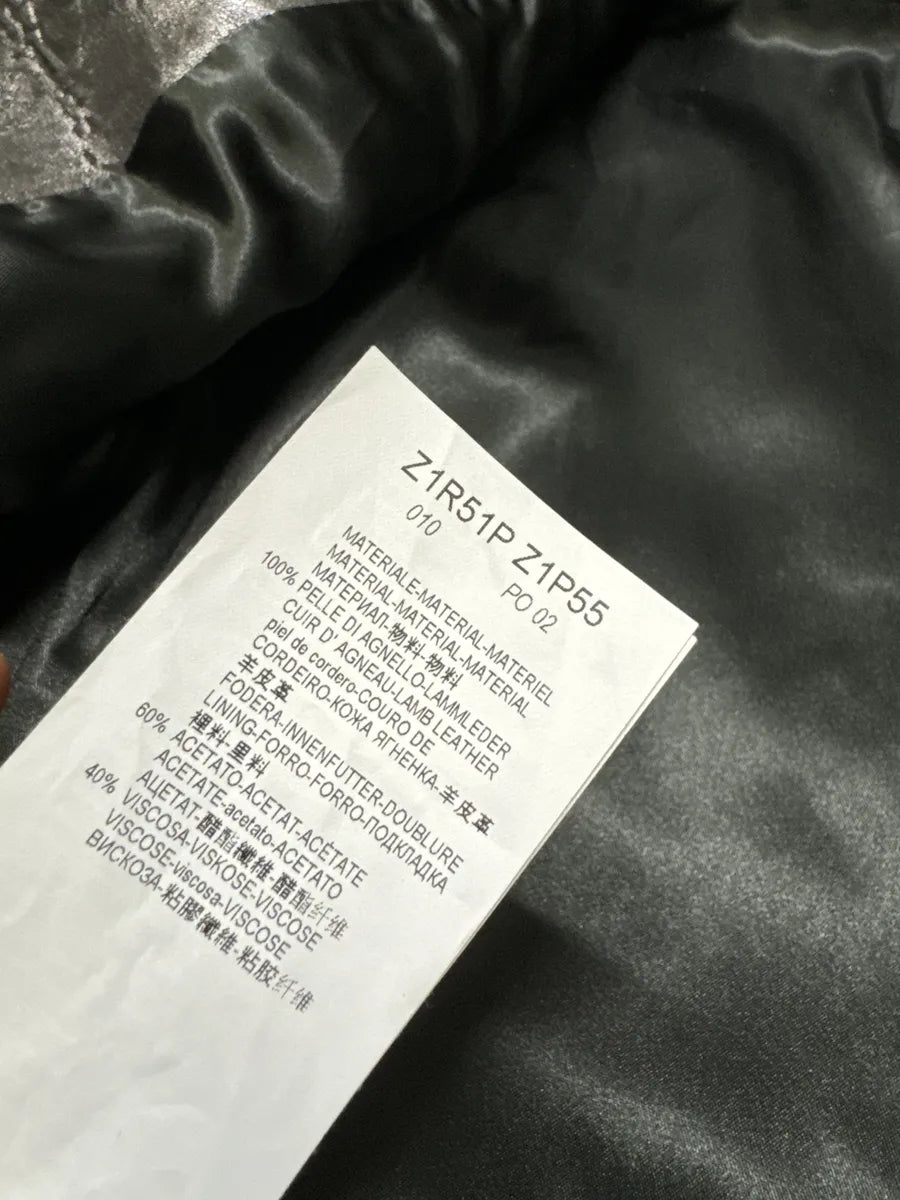 Z1R51P Z1P55
010 PO 02
MATERIALE-MATERIAL-MATERIEL
MATERIAL-MATERIAL-MATERIAL
МАТЕРИАЛ-物料-物料
100% PELLE DI AGNELLO-LAMMLEDER
CUIR D' AGNEAU-LAMB LEATHER
piel de cordero-COURO DE
CORDEIRO-КОЖА ЯГНЕНКА-羊皮革
羊皮革
FODERA-INNENFUTTER-DOUBLURE
LINING-FORRO-FORRO-ПОДКЛАДКА
裡料-里料
60% ACETATO-ACETAT-ACÉTATE
ACETATE-acetato-ACETATO
АЦЕТАТ-醋酯纖維 醋酯纤维
40% VISCOSA-VISKOSE-VISCOSE
VISCOSE-viscosa-VISCOSE
ВИСКОЗА-粘膠纖維-粘胶纤维